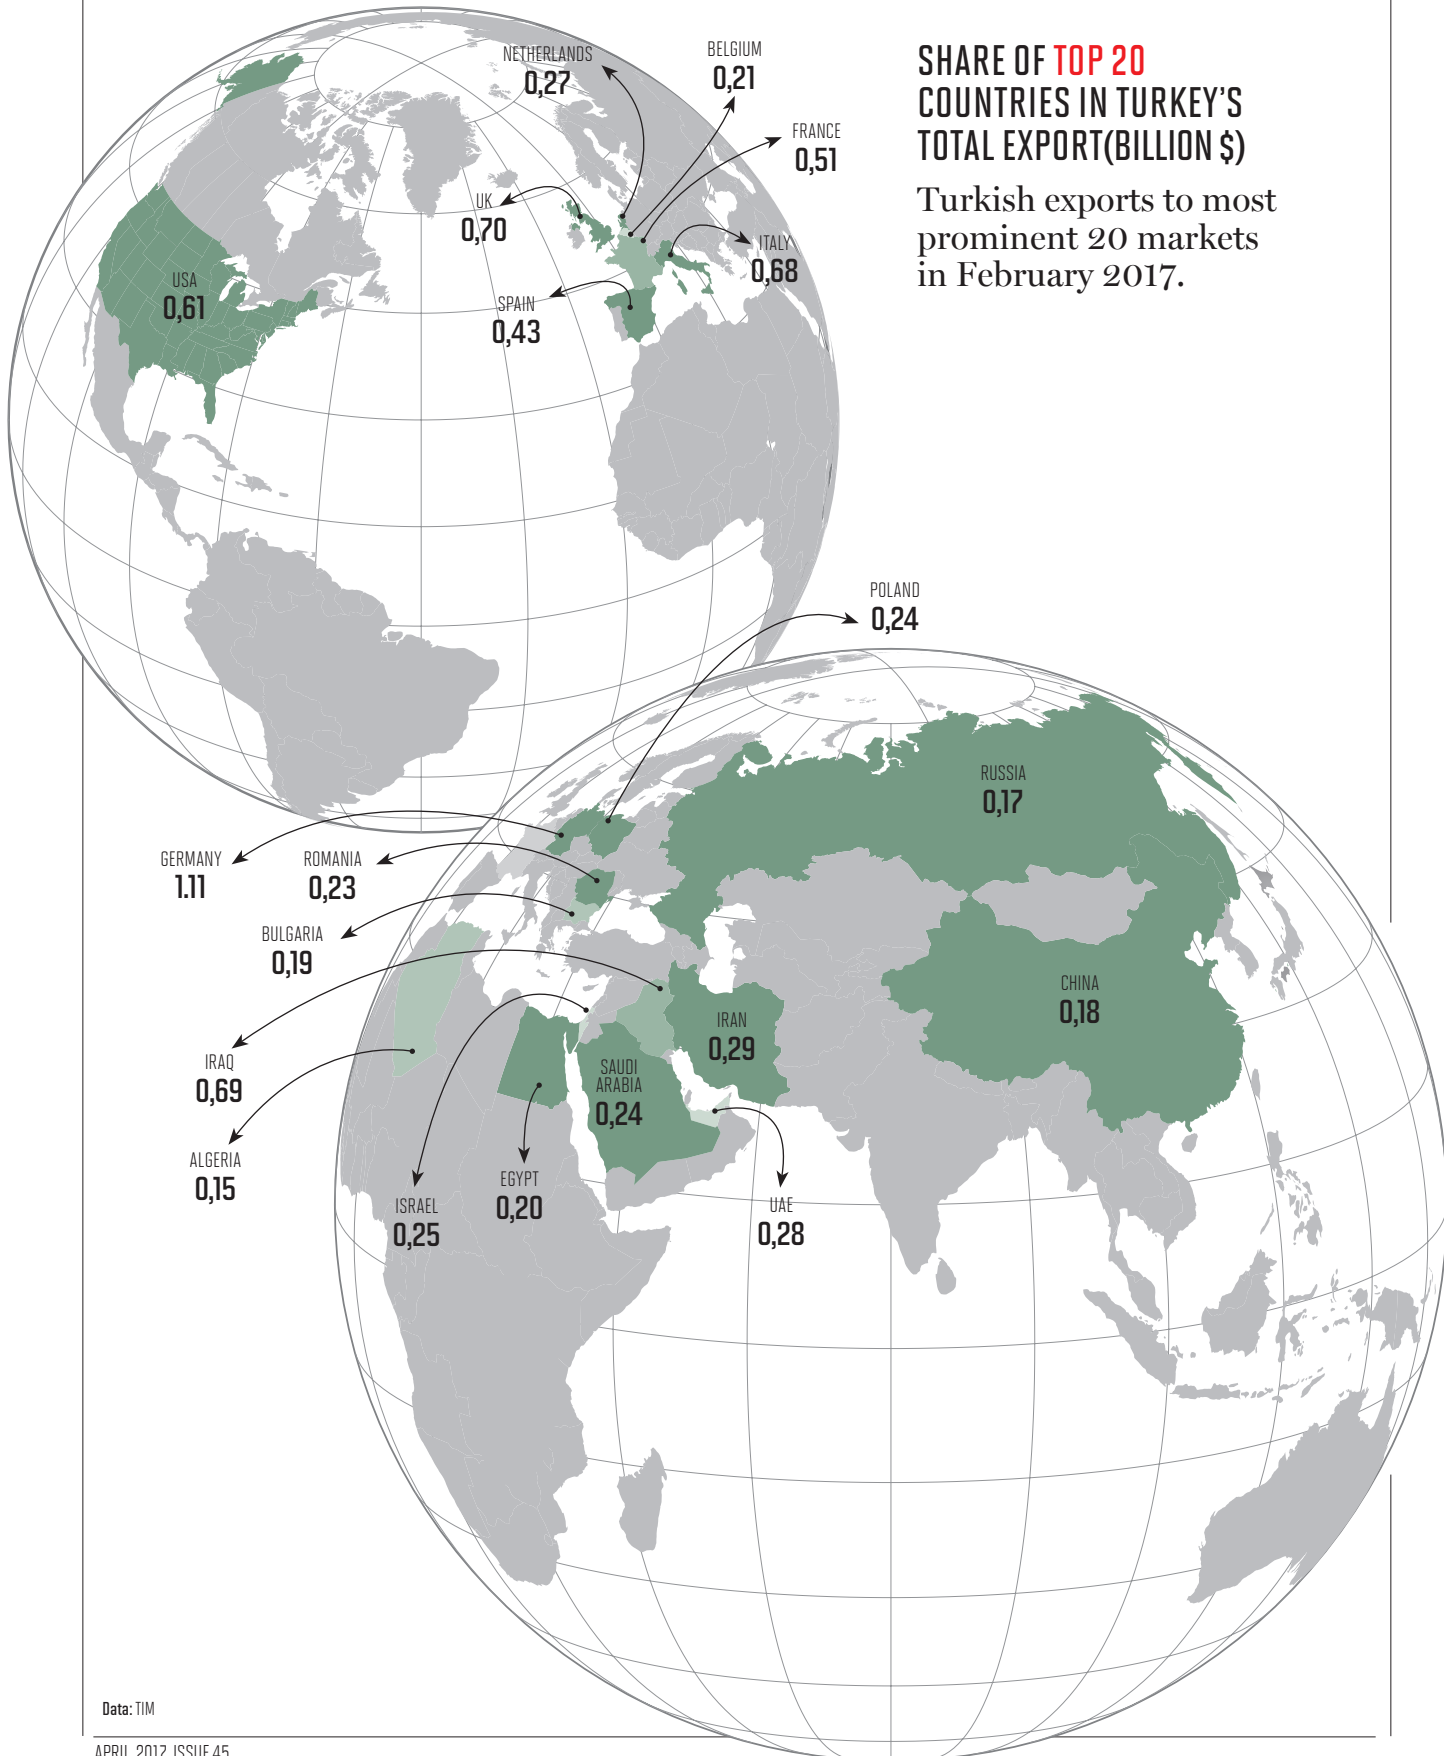 SHARE OF TOP 20
COUNTRIES IN TURKEY'S
TOTAL EXPORT(BILLION $)
Turkish exports to most
prominent 20 markets
in February 2017.
NETHERLANDS
0,27
BELGIUM
0,21
FRANCE
0,51
UK
0,70
ITALY
0,68
USA
0,61
SPAIN
0,43
POLAND
0,24
RUSSIA
0,17
GERMANY
1.11
ROMANIA
0,23
BULGARIA
0,19
CHINA
0,18
IRAN
0,29
IRAQ
0,69
SAUDI
ARABIA
0,24
ALGERIA
0,15
ISRAEL
0,25
EGYPT
0,20
UAE
0,28
Data: TIM
APRIL 2017 ISSUE 45